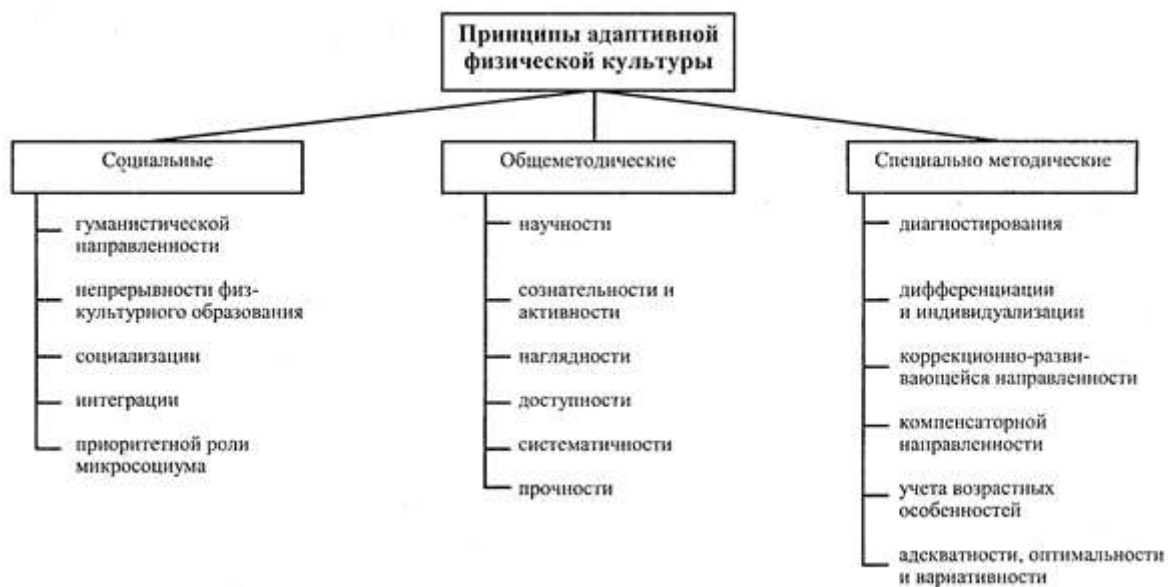 Принципы адаптивной
физической культуры
Социальные
гуманистической
направленности
непрерывности физ-
культурного образования
социализации
интеграции
приоритетной роли
микросоциума
Общеметодические
научности
сознательности и
активности
наглядности
доступности
систематичности
прочности
Специально методические
диагностирования
дифференциации
и индивидуализации
коррекционно-разви-
вающейся направленности
компенсаторной
направленности
учета возрастных
особенностей
адекватности, оптимальности
и вариативности